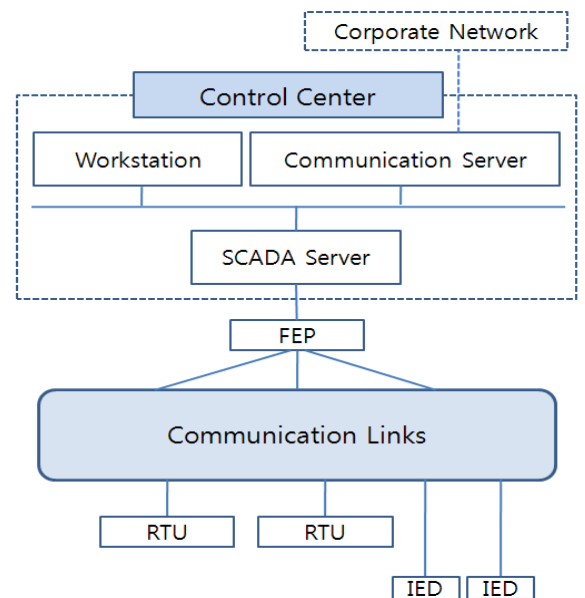 Corporate Network
Control Center
Workstation
Communication Server
SCADA Server
FEP
Communication Links
RTU
RTU
IED
IED